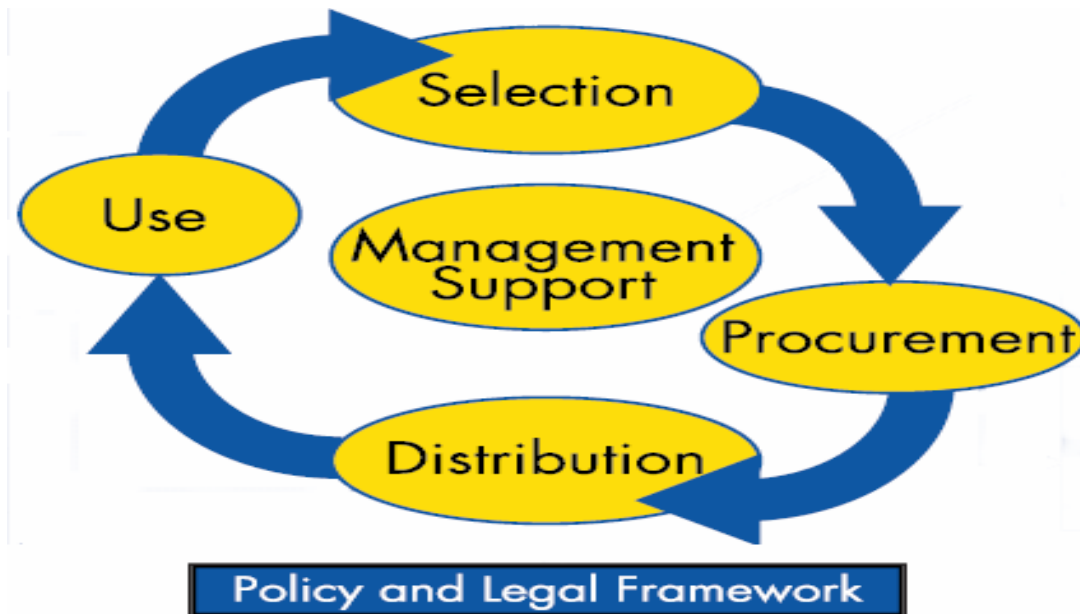 Selection
Use
Management
Support
Procurement
Distribution
Policy and Legal Framework